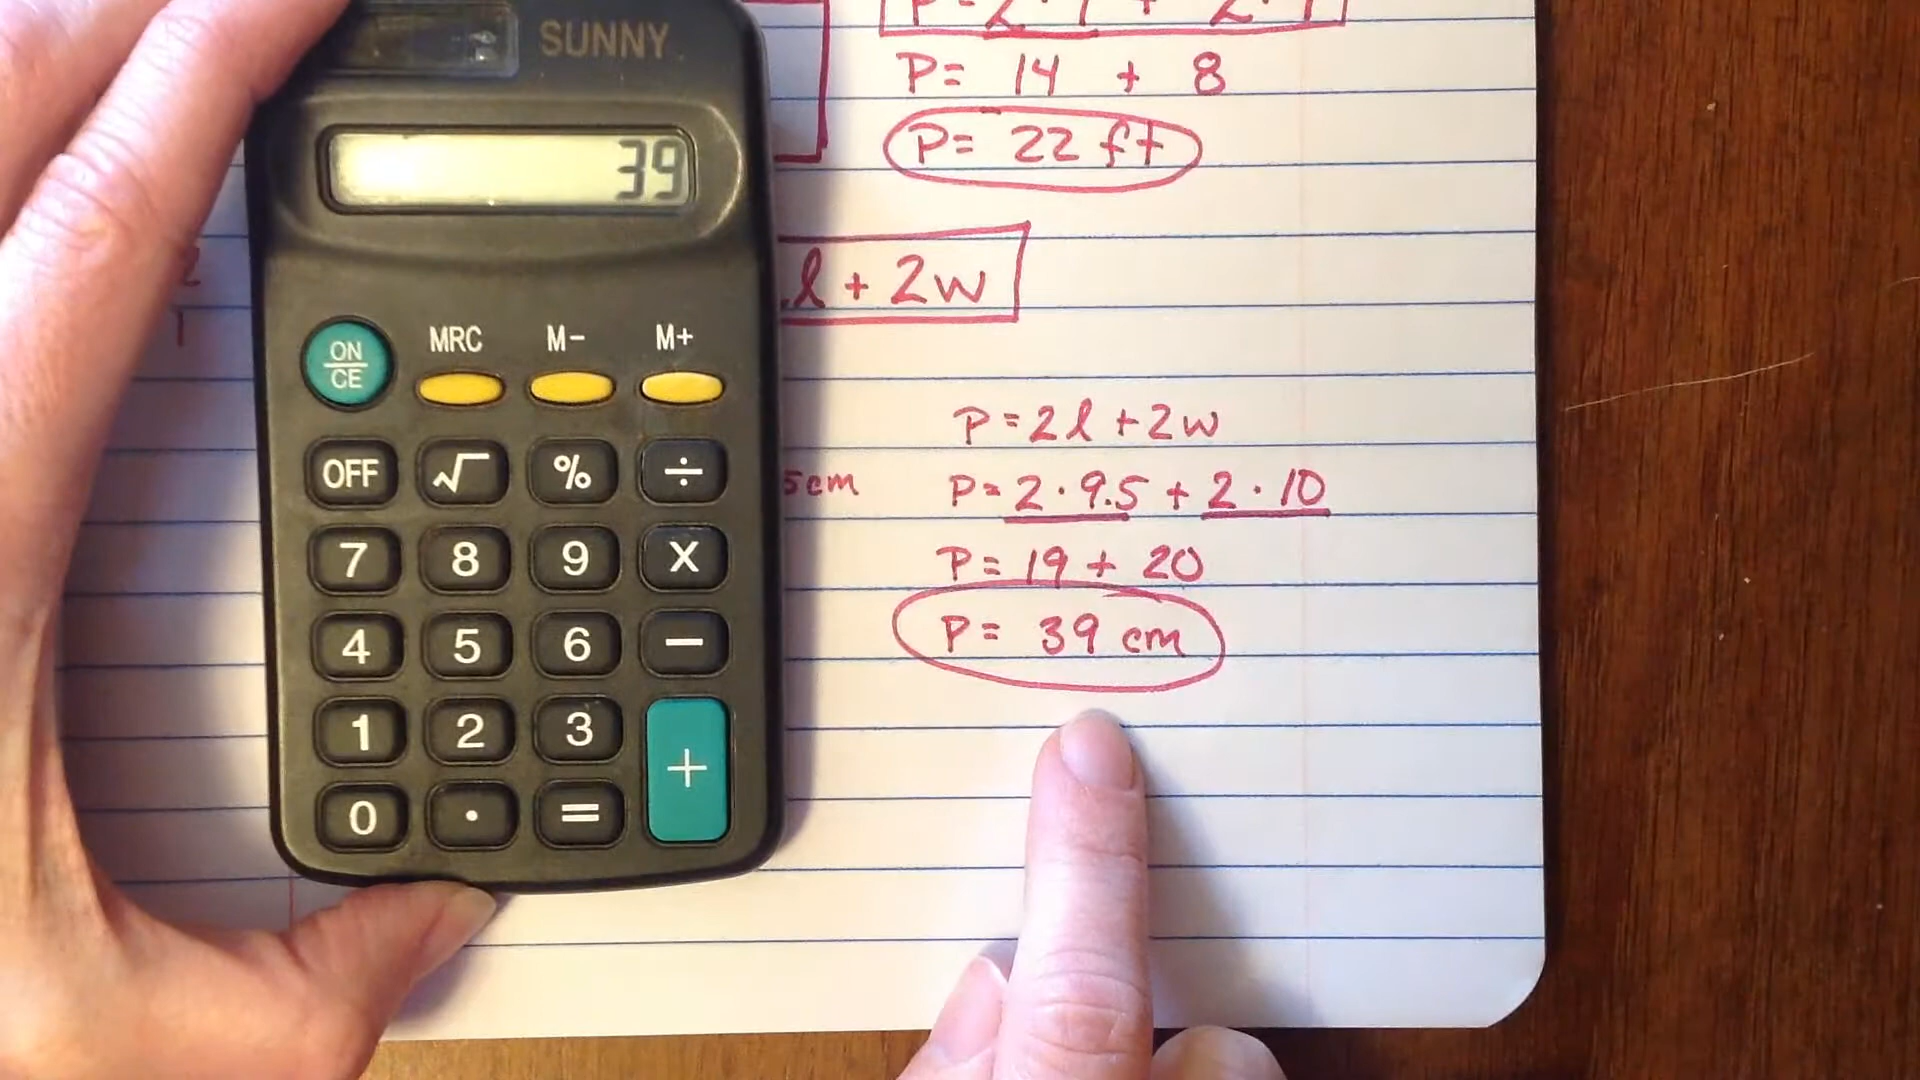 SUNNY
39
ON
CE
MRC M- M+
OFF √ % ÷
7 8 9 X
4 5 6 −
1 2 3 +
0 . =
P= 14 + 8
P= 22 ft
l + 2w
P=2l+2w
5cm
P= 2 · 9.5 + 2 · 10
P= 19 + 20
P= 39 cm